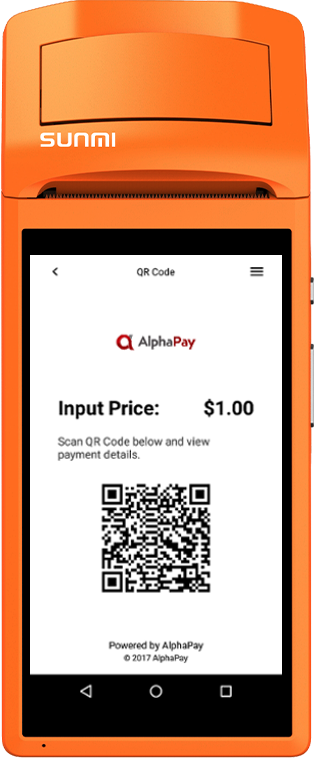 SUNMI
QR Code
AlphaPay
Input Price: $1.00
Scan QR Code below and view
payment details.
Powered by AlphaPay
© 2017 AlphaPay